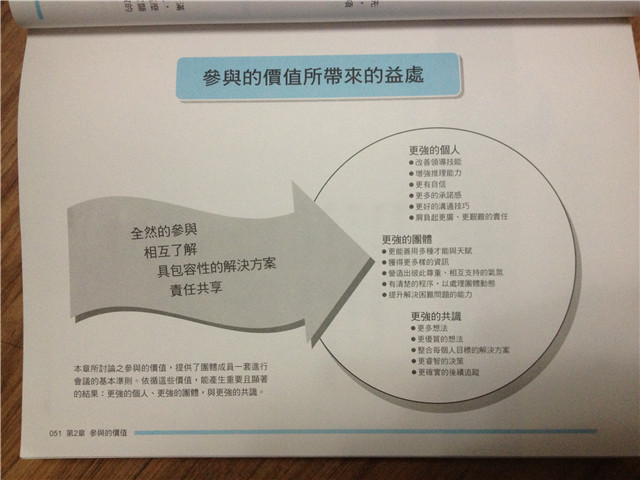 參與的價值所帶來的益處
全然的參與
相互了解
具包容性的解決方案
責任共享
更強的個人
●改善領導技能
●增強推理能力
●更有自信
●更多的承諾感
●更好的溝通技巧
●肩負起更廣、更艱難的責任
更強的團體
●更能善用多種才能與天賦
●獲得更多樣的資訊
●營造出彼此尊重、相互支持的氣氛
●有清楚的程序，以處理團體動態
●提升解決困難問題的能力
更強的共識
●更多想法
●更優質的想法
●整合每個人目標的解決方案
●更睿智的決策
●更確實的後續追蹤
本章所討論之參與的價值，提供了團體成員一套進行
會議的基本準則。依循這些價值，能產生重要且顯著
的結果：更強的個人、更強的團體，與更強的共識。
051 第2章 參與的價值